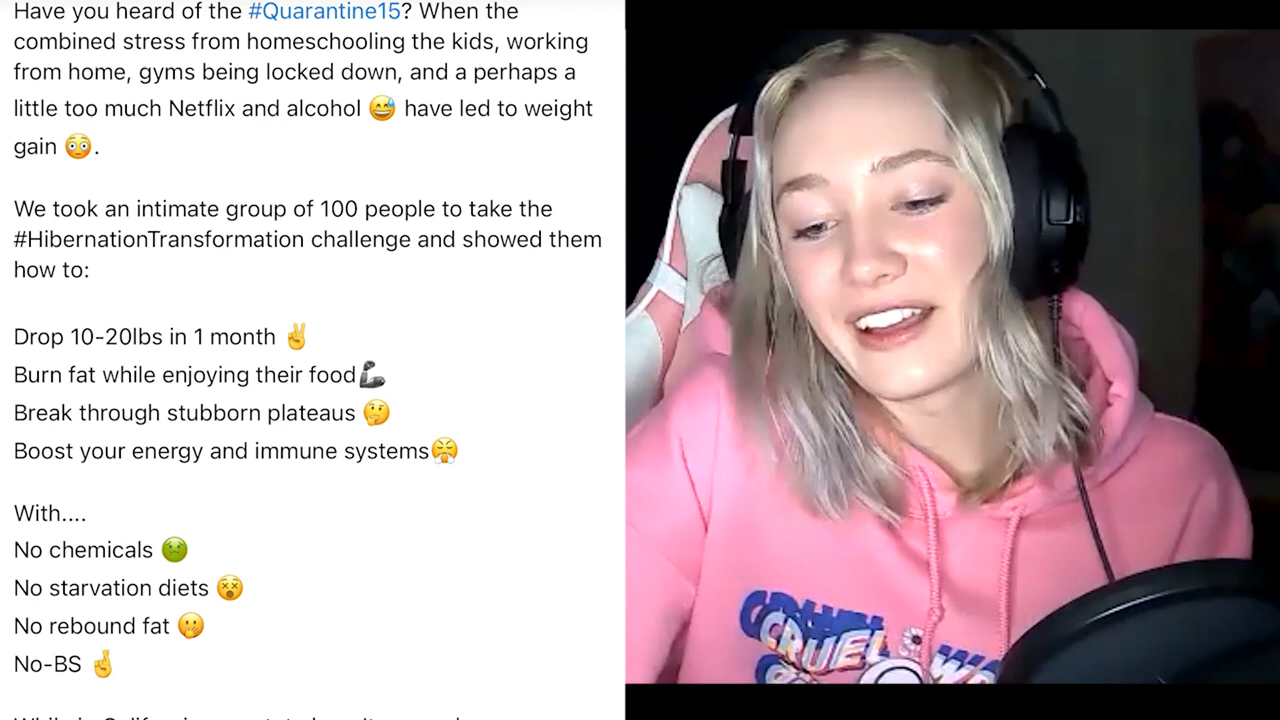 Have you heard of the #Quarantine15? When the
combined stress from homeschooling the kids, working
from home, gyms being locked down, and a perhaps a
little too much Netflix and alcohol 😅 have led to weight
gain 😳.
We took an intimate group of 100 people to take the
#HibernationTransformation challenge and showed them
how to:
Drop 10-20lbs in 1 month ✌️
Burn fat while enjoying their food🦾
Break through stubborn plateaus 🤔
Boost your energy and immune systems😤
With....
No chemicals 🤢
No starvation diets 😵
No rebound fat 🤭
No-BS 🤞
CRUEL W